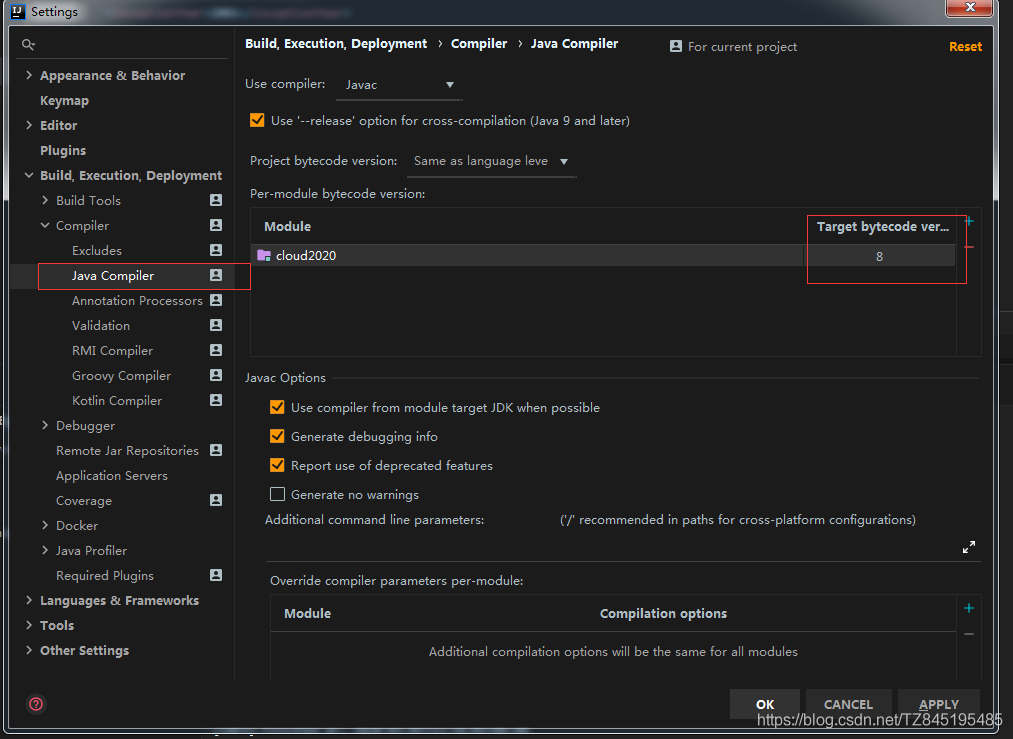 Settings
Build, Execution, Deployment › Compiler › Java Compiler
For current project
Reset
Appearance & Behavior
Keymap
Editor
Plugins
Build, Execution, Deployment
Build Tools
Compiler
Excludes
Java Compiler
Annotation Processors
Validation
RMI Compiler
Groovy Compiler
Kotlin Compiler
Debugger
Remote Jar Repositories
Application Servers
Coverage
Docker
Java Profiler
Required Plugins
Languages & Frameworks
Tools
Other Settings
Use compiler: Javac
Use '--release' option for cross-compilation (Java 9 and later)
Project bytecode version: Same as language leve
Per-module bytecode version:
Module Target bytecode ver...
cloud2020 8
Javac Options
Use compiler from module target JDK when possible
Generate debugging info
Report use of deprecated features
Generate no warnings
Additional command line parameters: ('/' recommended in paths for cross-platform configurations)
Override compiler parameters per-module:
Module Compilation options
Additional compilation options will be the same for all modules
OK CANCEL APPLY
https://blog.csdn.net/TZ845195485